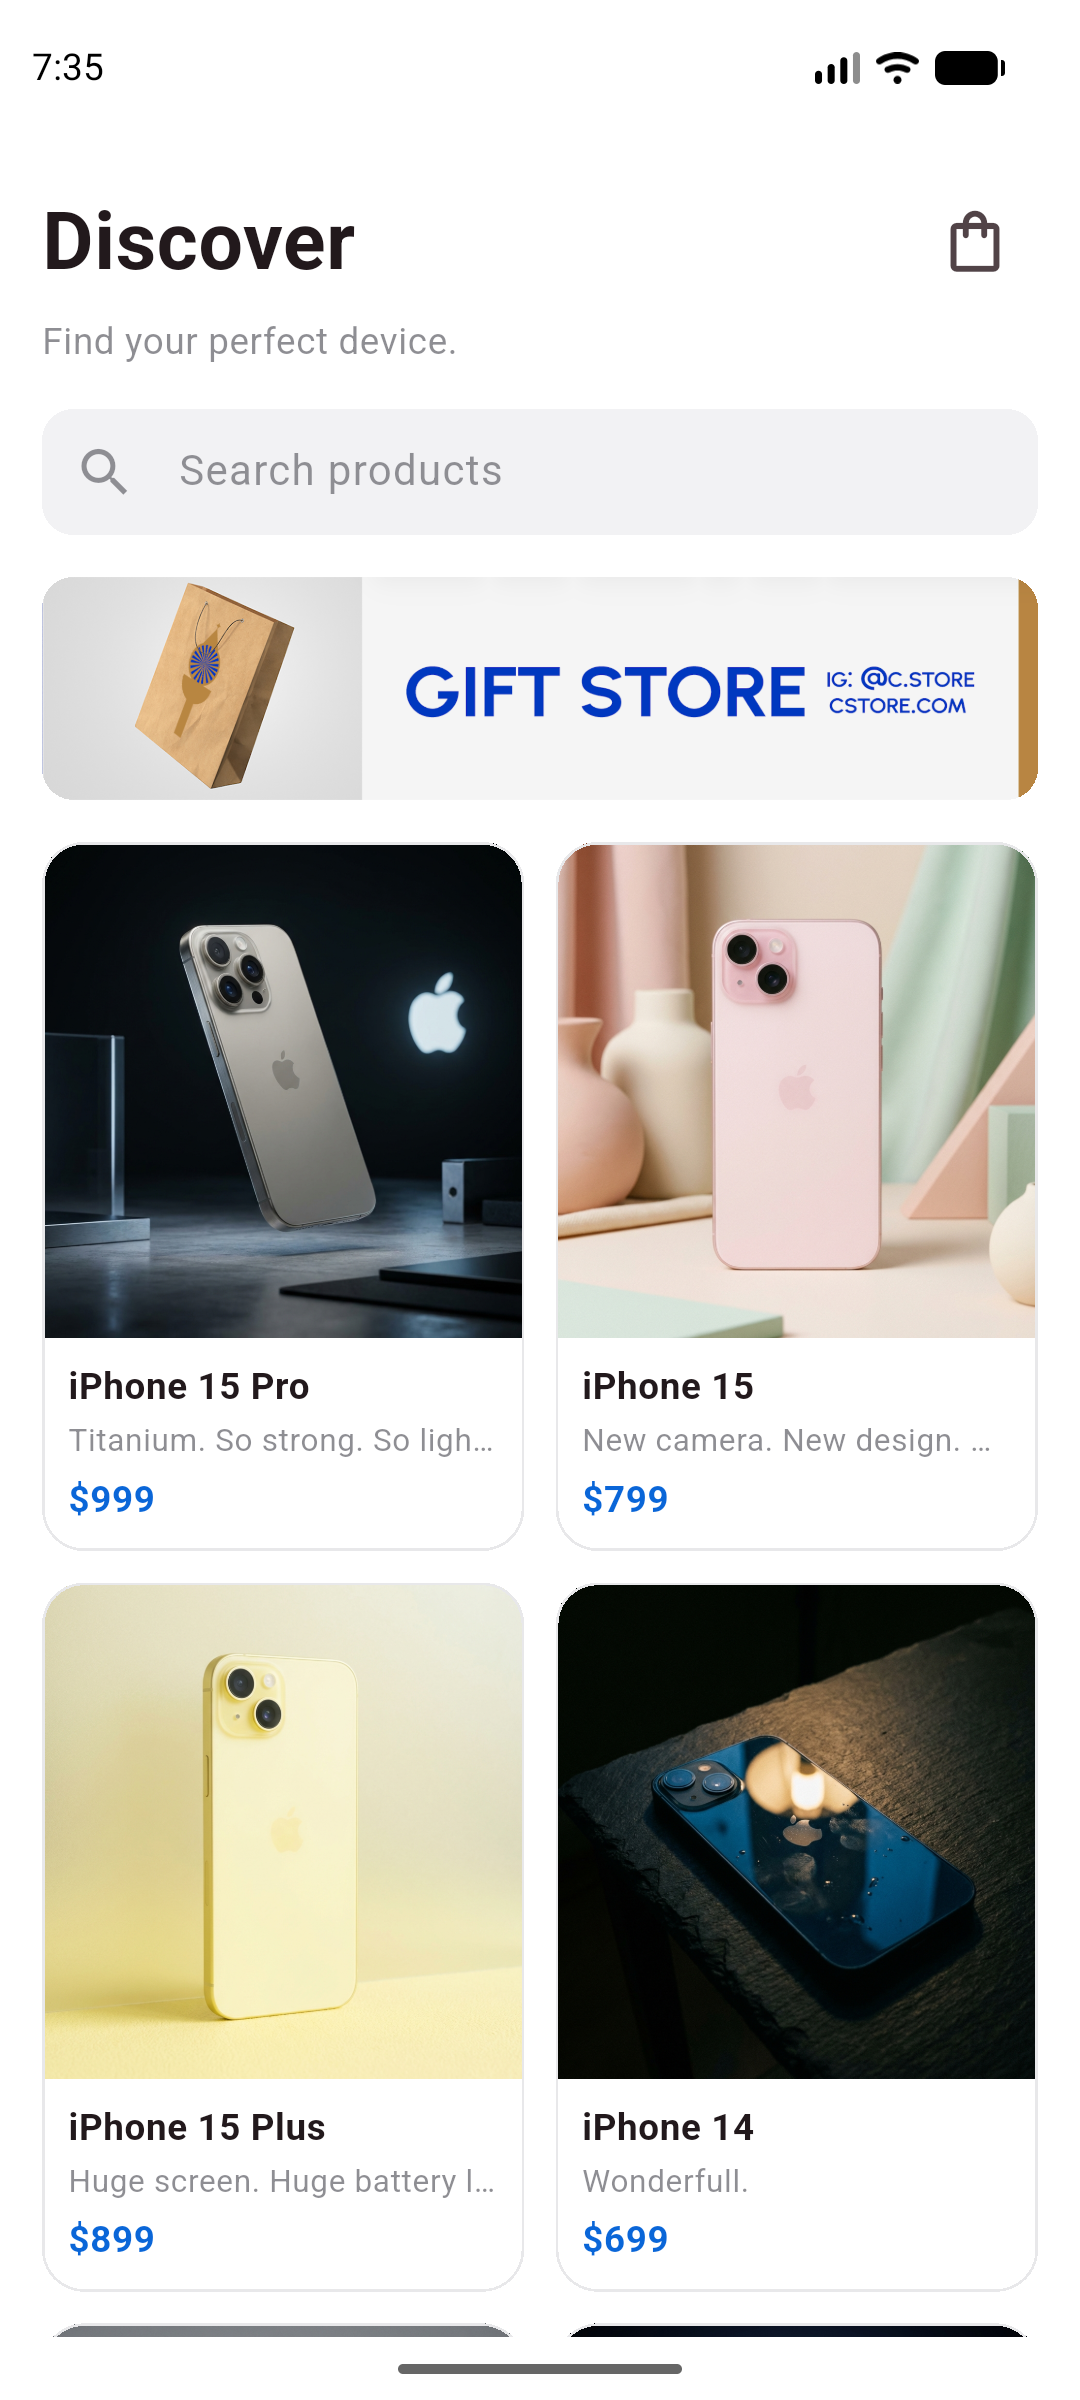 7:35
Discover
Find your perfect device.
Search products
GIFT STORE
IG: @C.STORE
CSTORE.COM
iPhone 15 Pro
Titanium. So strong. So ligh...
$999
iPhone 15
New camera. New design. ...
$799
iPhone 15 Plus
Huge screen. Huge battery l...
$899
iPhone 14
Wonderfull.
$699